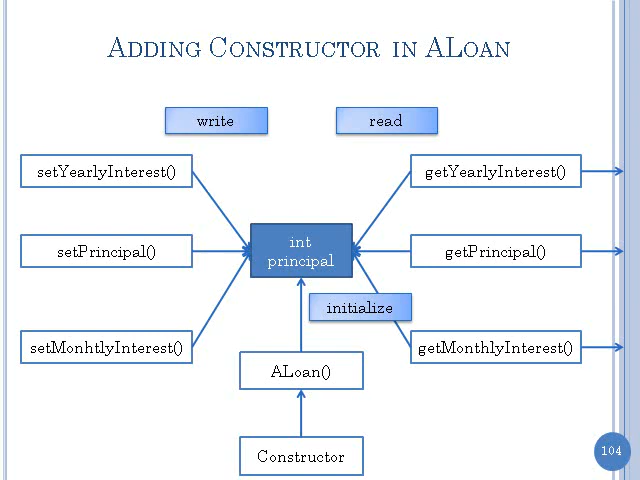 ADDING CONSTRUCTOR IN ALOAN
write
read
setYearlyInterest()
getYearlyInterest()
setPrincipal()
int
principal
getPrincipal()
initialize
setMonhtlyInterest()
getMonthlyInterest()
ALoan()
Constructor
104